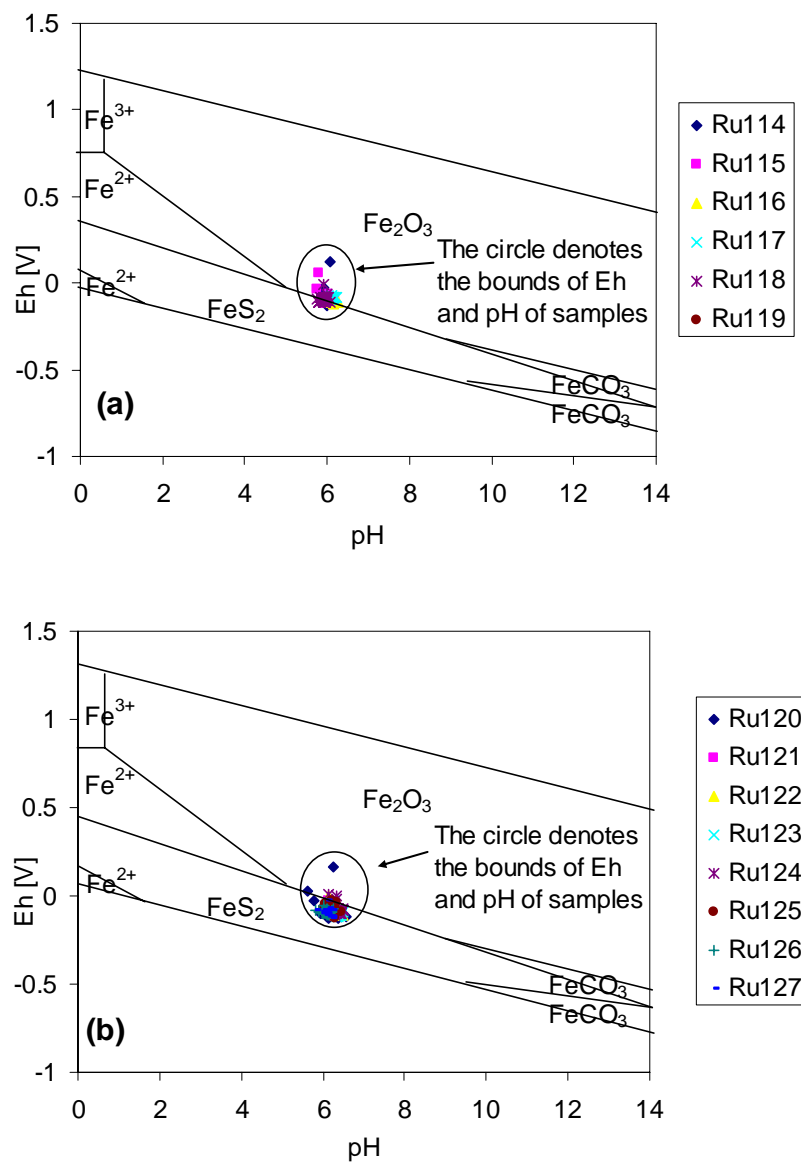 1.5
1
0.5
0
-0.5
-1
Eh [V]
Fe³⁺
Fe²⁺
Fe²⁺
FeS₂
Fe₂O₃
The circle denotes
the bounds of Eh
and pH of samples
FeCO₃
FeCO₃
(a)
0 2 4 6 8 10 12 14
pH
Ru114
Ru115
Ru116
Ru117
Ru118
Ru119
1.5
1
0.5
0
-0.5
-1
Eh [V]
Fe³⁺
Fe²⁺
Fe²⁺
FeS₂
Fe₂O₃
The circle denotes
the bounds of Eh
and pH of samples
FeCO₃
FeCO₃
(b)
0 2 4 6 8 10 12 14
pH
Ru120
Ru121
Ru122
Ru123
Ru124
Ru125
Ru126
Ru127